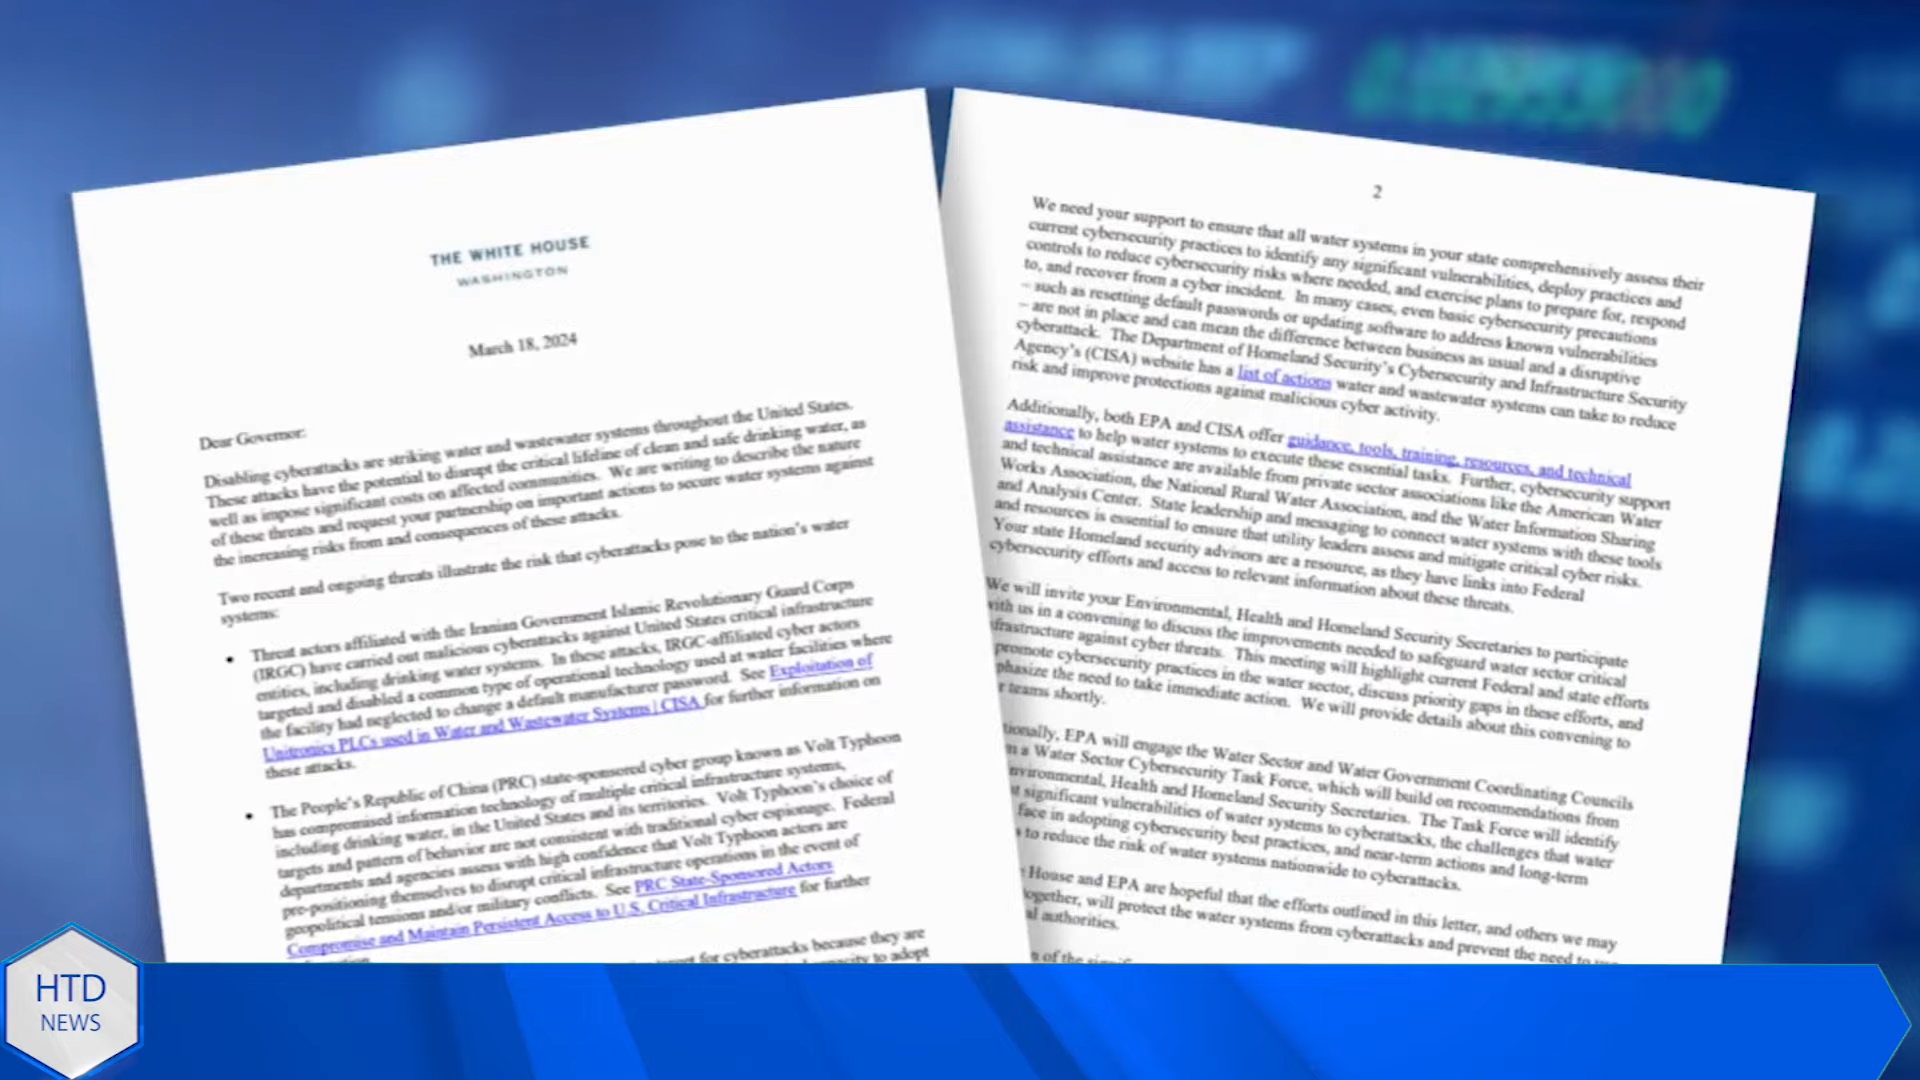 THE WHITE HOUSE
WASHINGTON
March 18, 2024
Dear Governor:
Disabling cyberattacks are striking water and wastewater systems throughout the United States.
These attacks have the potential to disrupt the critical lifeline of clean and safe drinking water, as
well as impose significant costs on affected communities. We are writing to describe the nature
of these threats and request your partnership on important actions to secure water systems against
the increasing risks from and consequences of these attacks.
Two recent and ongoing threats illustrate the risk that cyberattacks pose to the nation's water
systems:
• Threat actors affiliated with the Iranian Government Islamic Revolutionary Guard Corps
(IRGC) have carried out malicious cyberattacks against United States critical infrastructure
entities, including drinking water systems. In these attacks, IRGC-affiliated cyber actors
targeted and disabled a common type of operational technology used at water facilities where
the facility had neglected to change a default manufacturer password. See Exploitation of
Unitronics PLCs used in Water and Wastewater Systems | CISA for further information on
these attacks.
• The People's Republic of China (PRC) state-sponsored cyber group known as Volt Typhoon
has compromised information technology of multiple critical infrastructure systems,
including drinking water, in the United States and its territories. Volt Typhoon's choice of
targets and pattern of behavior are not consistent with traditional cyber espionage. Federal
departments and agencies assess with high confidence that Volt Typhoon actors are
pre-positioning themselves to disrupt critical infrastructure operations in the event of
geopolitical tensions and/or military conflicts. See PRC State-Sponsored Actors
Compromise and Maintain Persistent Access to U.S. Critical Infrastructure for further
target for cyberattacks because they are
capacity to adopt
2
We need your support to ensure that all water systems in your state comprehensively assess their
current cybersecurity practices to identify any significant vulnerabilities, deploy practices and
controls to reduce cybersecurity risks where needed, and exercise plans to prepare for, respond
to, and recover from a cyber incident. In many cases, even basic cybersecurity precautions
– such as resetting default passwords or updating software to address known vulnerabilities
– are not in place and can mean the difference between business as usual and a disruptive
cyberattack. The Department of Homeland Security's Cybersecurity and Infrastructure Security
Agency's (CISA) website has a list of actions water and wastewater systems can take to reduce
risk and improve protections against malicious cyber activity.
Additionally, both EPA and CISA offer guidance, tools, training, resources, and technical
assistance to help water systems to execute these essential tasks. Further, cybersecurity support
and technical assistance are available from private sector associations like the American Water
Works Association, the National Rural Water Association, and the Water Information Sharing
and Analysis Center. State leadership and messaging to connect water systems with these tools
and resources is essential to ensure that utility leaders assess and mitigate critical cyber risks.
Your state Homeland security advisors are a resource, as they have links into Federal
cybersecurity efforts and access to relevant information about these threats.
We will invite your Environmental, Health and Homeland Security Secretaries to participate
with us in a convening to discuss the improvements needed to safeguard water sector critical
frastructure against cyber threats. This meeting will highlight current Federal and state efforts
promote cybersecurity practices in the water sector, discuss priority gaps in these efforts, and
phasize the need to take immediate action. We will provide details about this convening to
r teams shortly.
tionally, EPA will engage the Water Sector and Water Government Coordinating Councils
m a Water Sector Cybersecurity Task Force, which will build on recommendations from
nvironmental, Health and Homeland Security Secretaries. The Task Force will identify
st significant vulnerabilities of water systems to cyberattacks, the challenges that water
face in adopting cybersecurity best practices, and near-term actions and long-term
s to reduce the risk of water systems nationwide to cyberattacks.
House and EPA are hopeful that the efforts outlined in this letter, and others we may
ogether, will protect the water systems from cyberattacks and prevent the need to
al authorities.
of the
HTD
NEWS